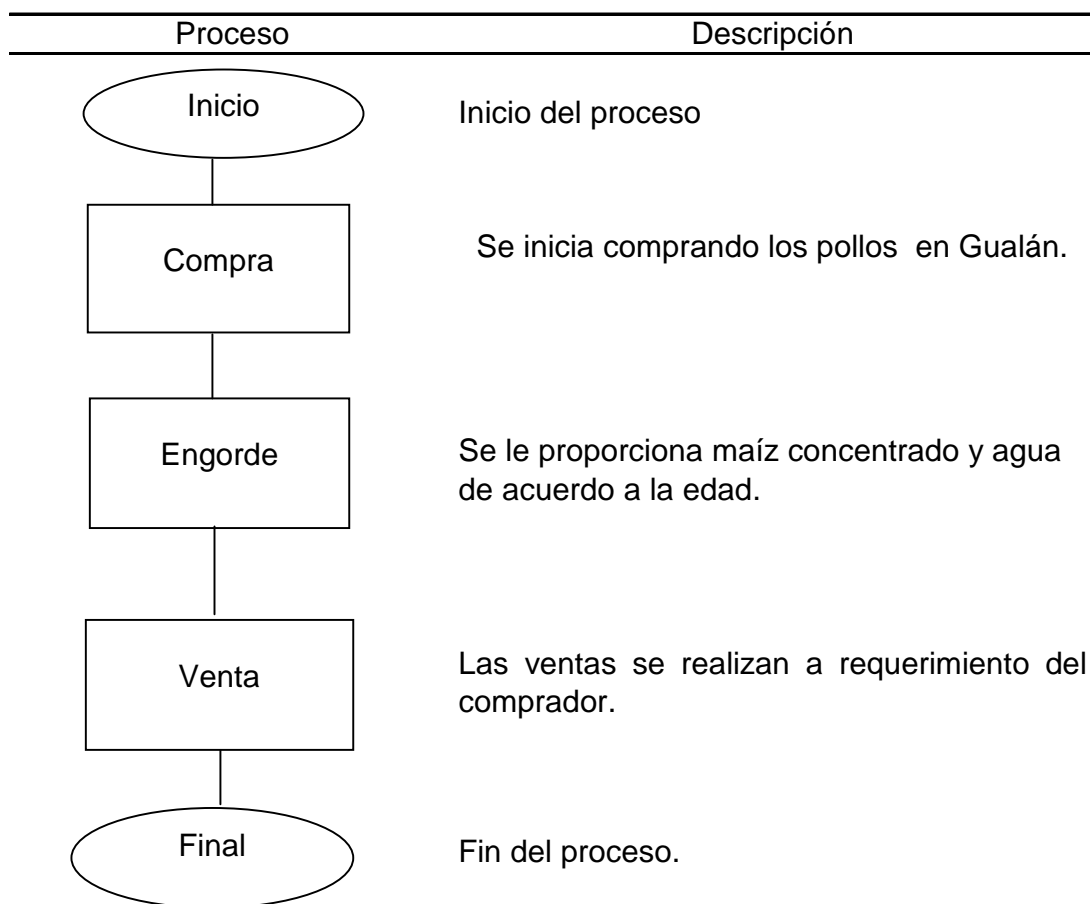 Proceso Descripción
Inicio
Inicio del proceso
Compra
Se inicia comprando los pollos en Gualán.
Engorde
Se le proporciona maíz concentrado y agua
de acuerdo a la edad.
Venta
Las ventas se realizan a requerimiento del
comprador.
Final
Fin del proceso.